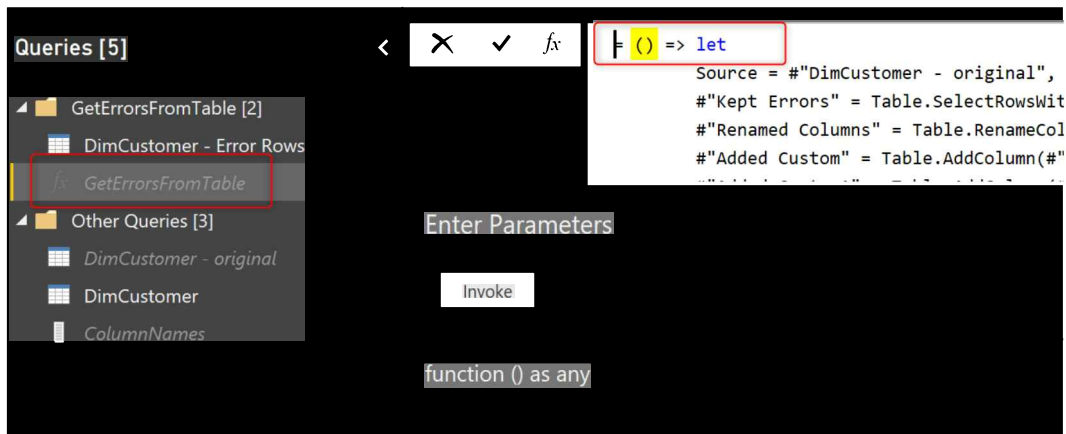 Queries [5]
fx
= () => let
Source = #"DimCustomer - original",
#"Kept Errors" = Table.SelectRowsWit
#"Renamed Columns" = Table.RenameCol
#"Added Custom" = Table.AddColumn(#"
GetErrorsFromTable [2]
DimCustomer - Error Rows
fx GetErrorsFromTable
Other Queries [3]
DimCustomer - original
DimCustomer
ColumnNames
Enter Parameters
Invoke
function () as any